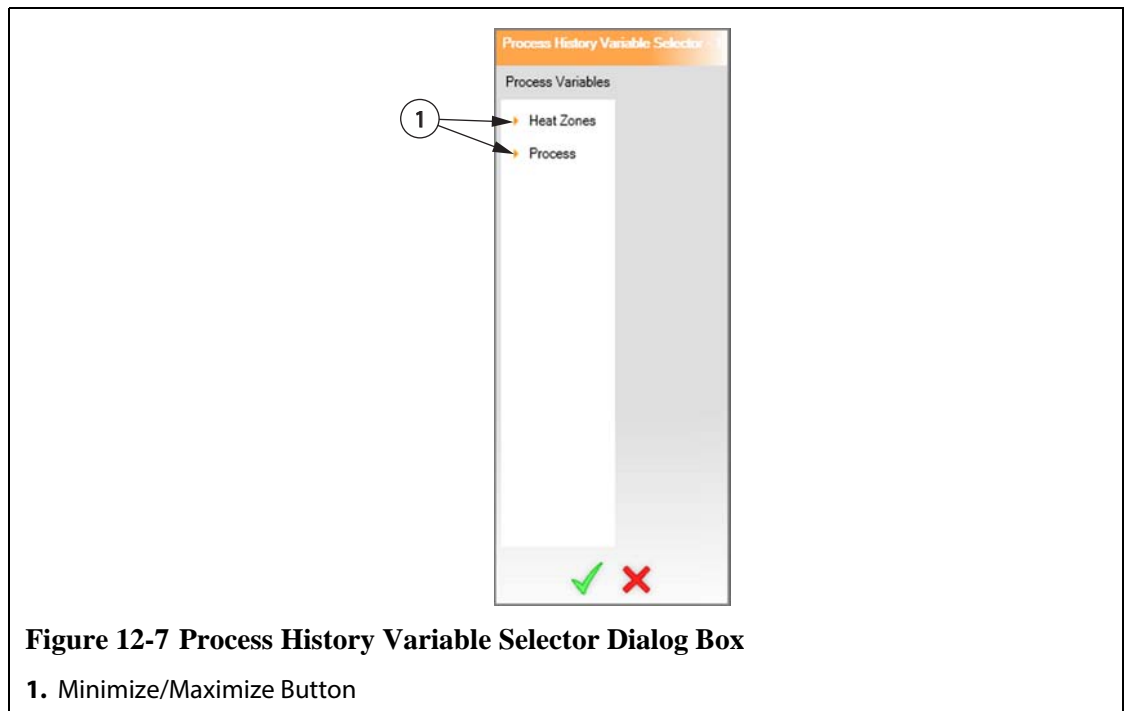 Process History Variable Selector
Process Variables
1
Heat Zones
Process
Figure 12-7 Process History Variable Selector Dialog Box
1. Minimize/Maximize Button